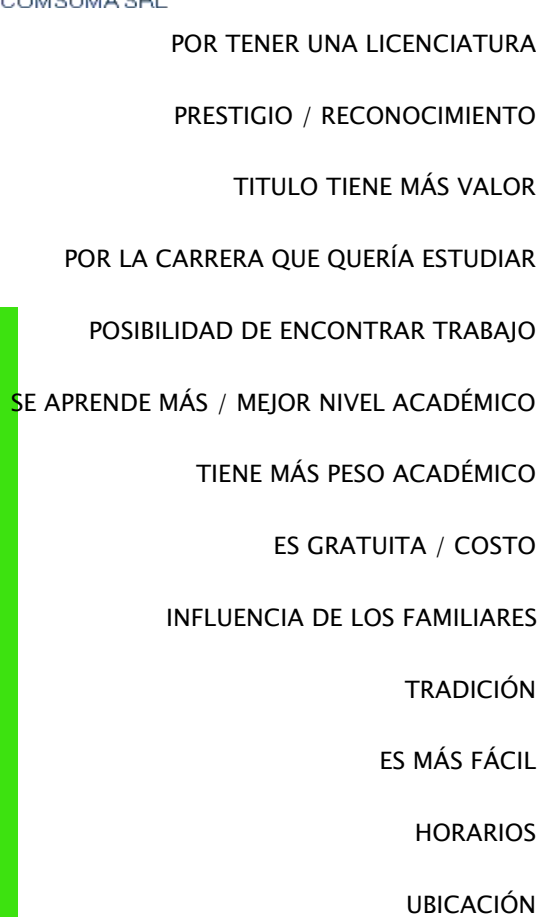 COMSOMA SRL
POR TENER UNA LICENCIATURA
PRESTIGIO / RECONOCIMIENTO
TITULO TIENE MÁS VALOR
POR LA CARRERA QUE QUERÍA ESTUDIAR
POSIBILIDAD DE ENCONTRAR TRABAJO
SE APRENDE MÁS / MEJOR NIVEL ACADÉMICO
TIENE MÁS PESO ACADÉMICO
ES GRATUITA / COSTO
INFLUENCIA DE LOS FAMILIARES
TRADICIÓN
ES MÁS FÁCIL
HORARIOS
UBICACIÓN